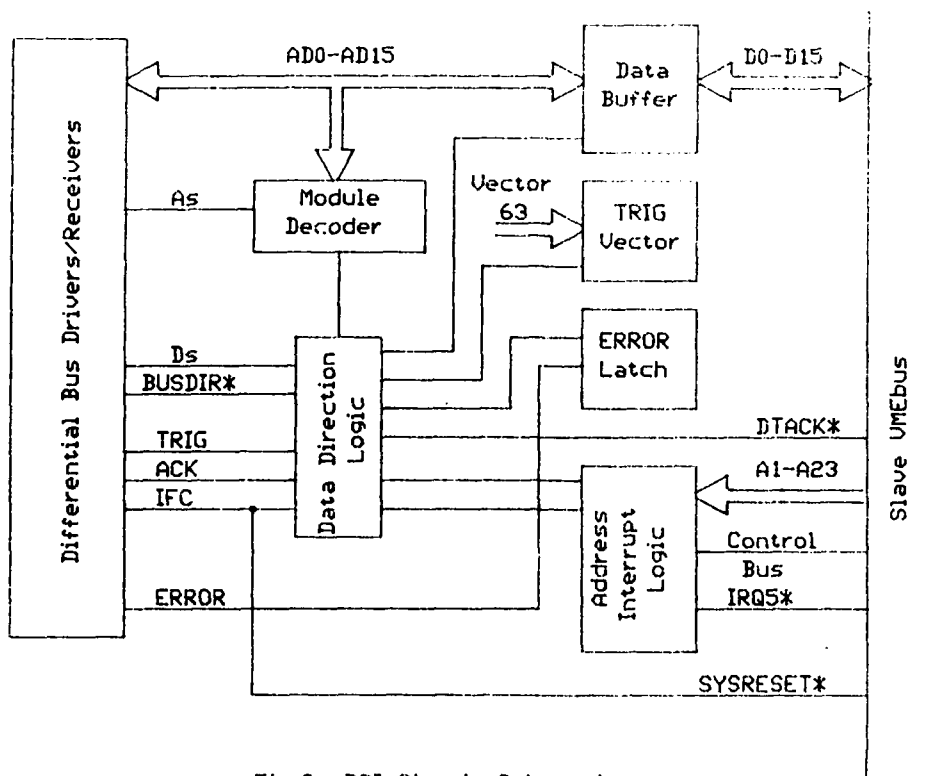 AD0-AD15
D0-D15
Data
Buffer
Differential Bus Drivers/Receivers
As
Module
Decoder
Vector
63
TRIG
Vector
Ds
BUSDIR*
TRIG
ACK
IFC
ERROR
Data Direction
Logic
ERROR
Latch
DTACK*
A1-A23
Address
Interrupt
Logic
Control
Bus
IRQ5*
SYSRESET*
Slave VMEbus